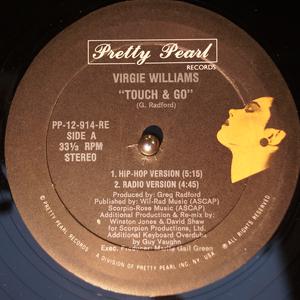 Pretty Pearl
RECORDS
VIRGIE WILLIAMS
"TOUCH & GO"
(G. Radford)
PP-12-914-RE
SIDE A
33⅓ RPM
STEREO
1. HIP-HOP VERSION (5:15)
2. RADIO VERSION (4:45)
Produced by: Greg Radford
Published by: Wil-Rad Music (ASCAP)
Scorpio-Rose Music (ASCAP)
Additional Production & Re-mix by:
Winston Jones & David Shaw
for Scorpion Productions, Ltd.
Additional Keyboard Overdubs
by Guy Vaughn
Exec. Producer: Gail Green
℗ © PRETTY PEARL RECORDS
A DIVISION OF PRETTY PEARL INC. NY, USA
ALL RIGHTS RESERVED